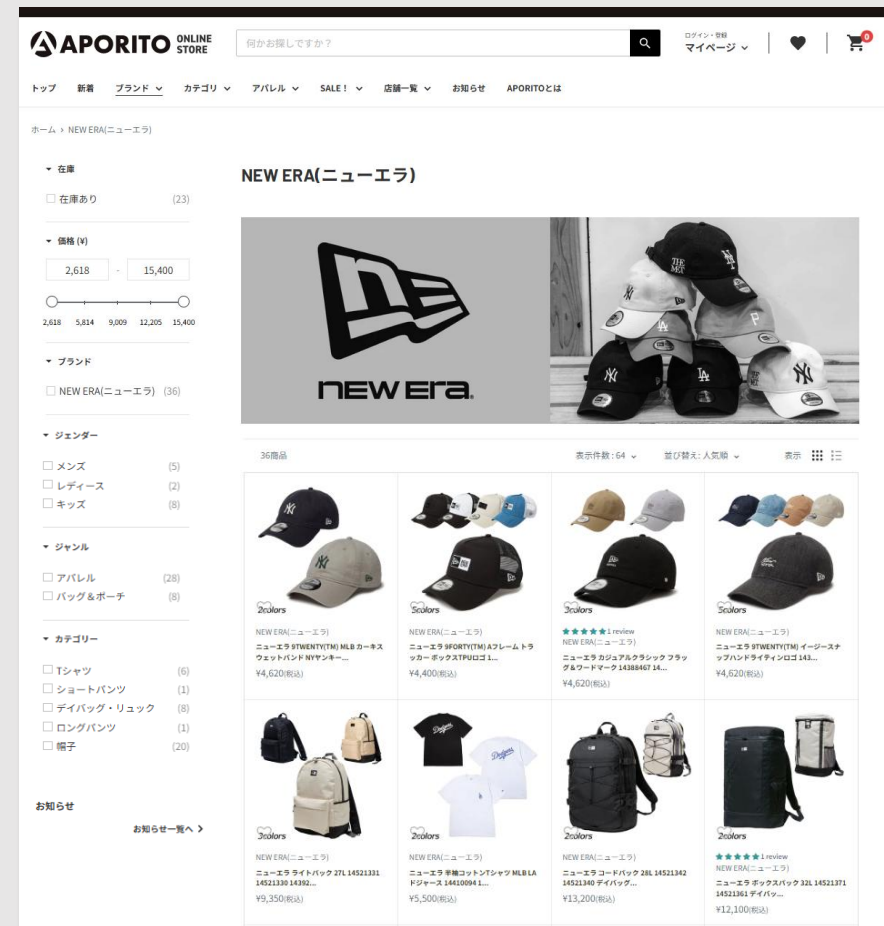 APORITO ONLINE STORE
何かお探しですか？
ログイン・登録
マイページ
0
トップ 新着 ブランド カテゴリ アパレル SALE！ 店舗一覧 お知らせ APORITOとは
ホーム › NEW ERA(ニューエラ)
在庫
在庫あり (23)
価格 (¥)
2,618 - 15,400
2,618 5,814 9,009 12,205 15,400
ブランド
NEW ERA(ニューエラ) (36)
ジェンダー
メンズ (5)
レディース (2)
キッズ (8)
ジャンル
アパレル (28)
バッグ＆ポーチ (8)
カテゴリー
Tシャツ (6)
ショートパンツ (1)
デイバッグ・リュック (8)
ロングパンツ (1)
帽子 (20)
お知らせ
お知らせ一覧へ
NEW ERA(ニューエラ)
NEW ERA
36商品 表示件数 : 64 並び替え: 人気順 表示
2colors
NEW ERA(ニューエラ)
ニューエラ 9TWENTY(TM) MLB カーキス
ウェットバンド NYヤンキー...
¥4,620(税込)
5colors
NEW ERA(ニューエラ)
ニューエラ 9FORTY(TM) Aフレーム トラ
ッカー ボックスTPUロゴ 1...
¥4,400(税込)
3colors
★★★★★1 review
NEW ERA(ニューエラ)
ニューエラ カジュアルクラシック フラッ
グ＆ワードマーク 14388467 14...
¥4,620(税込)
5colors
NEW ERA(ニューエラ)
ニューエラ 9TWENTY(TM) イージースナ
ップハンドライティンロゴ 143...
¥4,620(税込)
3colors
NEW ERA(ニューエラ)
ニューエラ ライトパック 27L 14521331
14521330 14392...
¥9,350(税込)
Dodgers
Dodgers
2colors
NEW ERA(ニューエラ)
ニューエラ 半袖コットンTシャツ MLB LA
ドジャース 14410094 1...
¥5,500(税込)
2colors
NEW ERA(ニューエラ)
ニューエラ コードパック 28L 14521342
14521340 デイバッグ...
¥13,200(税込)
2colors
★★★★★1 review
NEW ERA(ニューエラ)
ニューエラ ボックスパック 32L 14521371
14521361 デイバッ...
¥12,100(税込)